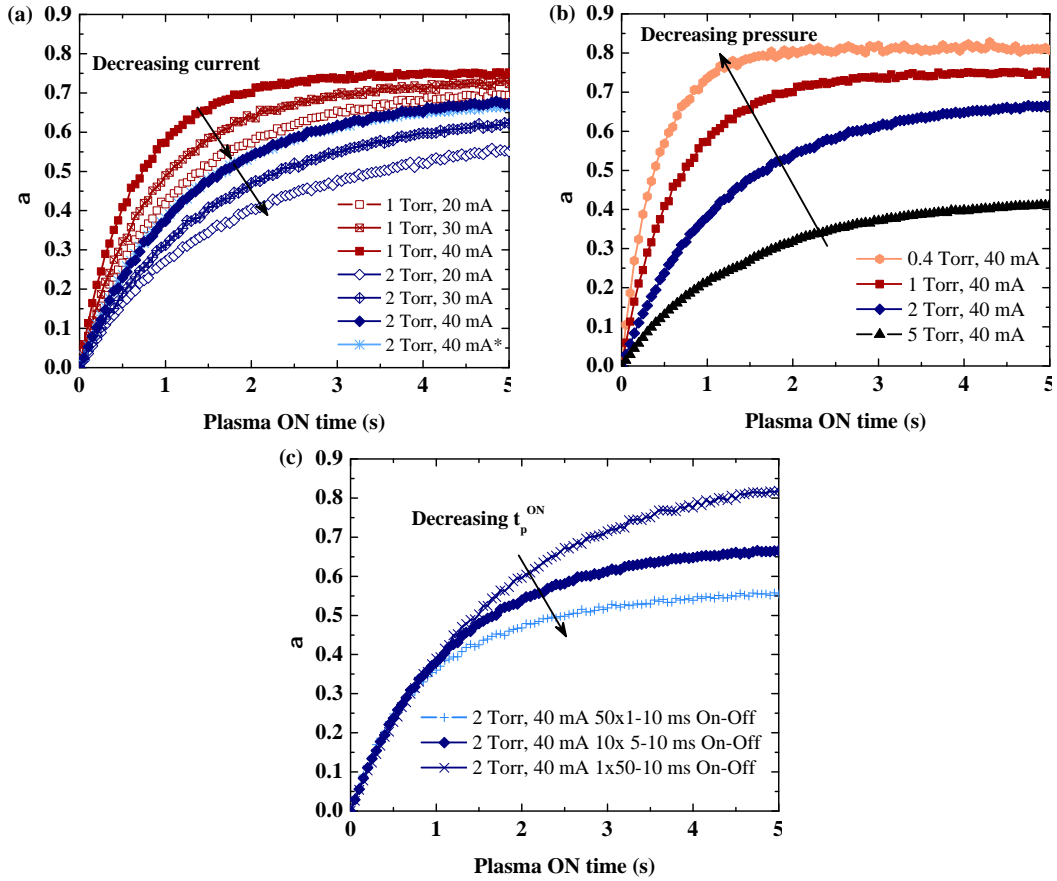 (a)
0.9
0.8
0.7
0.6
0.5
0.4
0.3
0.2
0.1
0.0
a
Decreasing current
1 Torr, 20 mA
1 Torr, 30 mA
1 Torr, 40 mA
2 Torr, 20 mA
2 Torr, 30 mA
2 Torr, 40 mA
2 Torr, 40 mA*
0 1 2 3 4 5
Plasma ON time (s)
(b)
0.9
0.8
0.7
0.6
0.5
0.4
0.3
0.2
0.1
0.0
a
Decreasing pressure
0.4 Torr, 40 mA
1 Torr, 40 mA
2 Torr, 40 mA
5 Torr, 40 mA
0 1 2 3 4 5
Plasma ON time (s)
(c)
0.9
0.8
0.7
0.6
0.5
0.4
0.3
0.2
0.1
0.0
a
Decreasing t_p^ON
2 Torr, 40 mA 50x1-10 ms On-Off
2 Torr, 40 mA 10x 5-10 ms On-Off
2 Torr, 40 mA 1x50-10 ms On-Off
0 1 2 3 4 5
Plasma ON time (s)